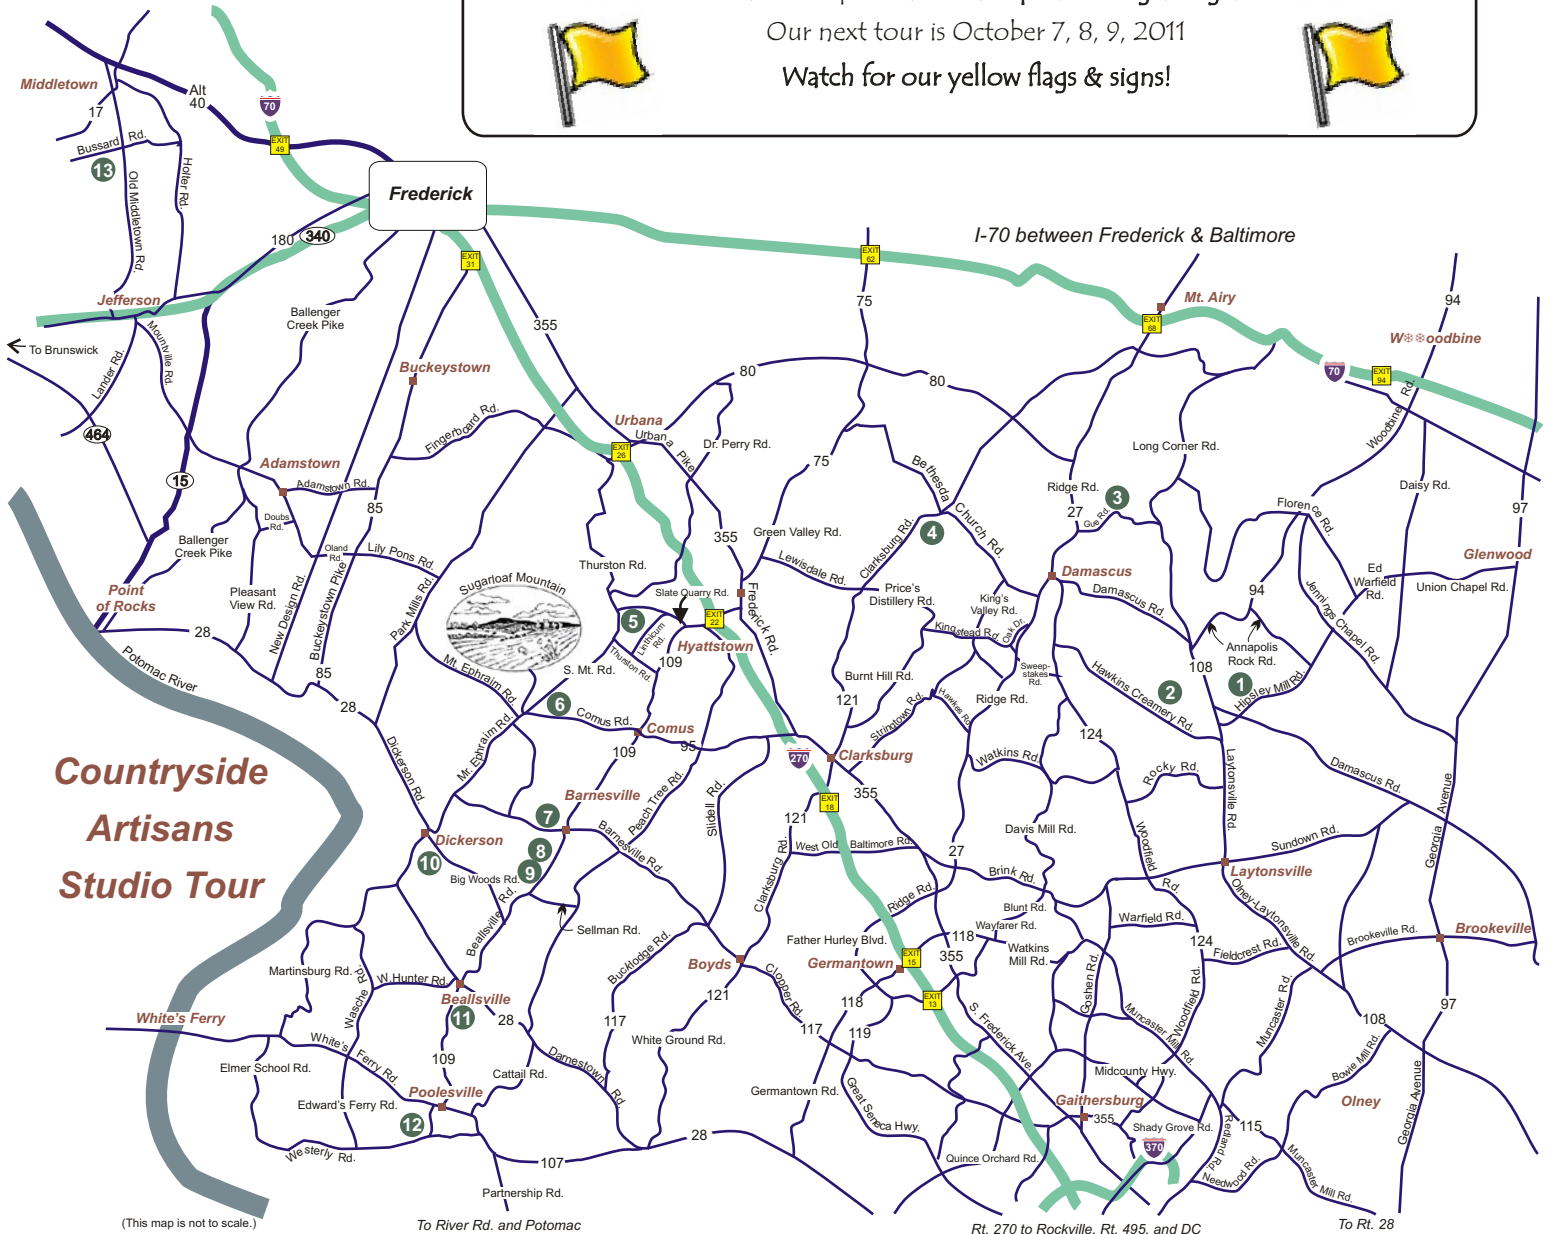 Our next tour is October 7, 8, 9, 2011
Watch for our yellow flags & signs!
Middletown
Alt
40
70
17
EXIT
49
Bussard Rd.
13
Holter Rd.
Old Middletown Rd.
Frederick
180
340
EXIT
31
I-70 between Frederick & Baltimore
EXIT
62
75
Mt. Airy
EXIT
68
94
W❄❄oodbine
70
EXIT
94
Jefferson
To Brunswick
Lander Rd.
Mountville Rd.
Ballenger
Creek Pike
355
Buckeystown
80
80
464
15
Fingerboard Rd.
Urbana
Urbana Pike
EXIT
26
Dr. Perry Rd.
75
Bethesda
Church Rd.
Long Corner Rd.
Woodbine Rd.
Adamstown
Adamstown Rd.
85
Doubs
Rd.
Ridge Rd.
27
3
Gue Rd.
Florence Rd.
Daisy Rd.
97
Ballenger
Creek Pike
Oland
Rd.
Lily Pons Rd.
355
Green Valley Rd.
Clarksburg Rd.
4
Glenwood
Thurston Rd.
Lewisdale Rd.
Damascus
Damascus Rd.
Ed
Warfield
Rd.
Union Chapel Rd.
Point
of Rocks
Pleasant
View Rd.
New Design Rd.
Buckeystown Pike
Park Mills Rd.
Sugarloaf Mountain
Slate Quarry Rd.
EXIT
22
Frederick Rd.
Price's
Distillery Rd.
King's
Valley Rd.
94
Jennings Chapel Rd.
28
Potomac River
85
5
Linthicum
Rd.
Thurston Rd.
109
Hyattstown
Kingstead Rd.
Oak Dr.
Annapolis
Rock Rd.
108
Mt. Ephraim Rd.
S. Mt. Rd.
Burnt Hill Rd.
Sweep-
stakes
Rd.
Hawkins Creamery Rd.
2
1
Hipsley Mill Rd.
28
6
Comus Rd.
Comus
121
Stringtown Rd.
Hawkes Rd.
Ridge Rd.
124
Countryside
Artisans
Studio Tour
Dickerson Rd
Mr. Ephraim Rd.
109
95
270
Clarksburg
355
Watkins Rd.
Rocky Rd.
Laytonsville Rd.
Damascus Rd.
Georgia Avenue
Barnesville
7
Peach Tree Rd.
Slidell Rd.
EXIT
18
121
Davis Mill Rd.
Woodfield
Rd.
Sundown Rd.
Dickerson
10
8
9
Barnesville Rd.
West Old Baltimore Rd.
27
Brink Rd.
Laytonsville
Big Woods Rd.
Clarksburg Rd.
Ridge Rd.
Blunt Rd.
Olney-Laytonsville Rd.
Beallsville Rd.
Sellman Rd.
Wayfarer Rd.
Warfield Rd.
Brookeville Rd.
Brookeville
Father Hurley Blvd.
118
Watkins
Mill Rd.
124
Fieldcrest Rd.
Martinsburg Rd.
W.Hunter Rd.
Bucklodge Rd.
Boyds
Germantown
EXIT
15
355
Wasche Rd.
Beallsville
11
121
Clopper Rd.
118
EXIT
13
Goshen Rd.
Woodfield Rd.
Muncaster Rd.
97
White's Ferry
28
117
117
119
S. Frederick Ave.
Muncaster Mill Rd.
108
White's Ferry Rd.
109
Darnestown Rd.
White Ground Rd.
Elmer School Rd.
Cattail Rd.
Midcounty Hwy.
Bowie Mill Rd.
Poolesville
Germantown Rd.
Great Seneca Hwy.
Gaithersburg
Olney
Edward's Ferry Rd.
12
355
Shady Grove Rd.
Redland Rd.
115
Georgia Avenue
Westerly Rd.
28
107
Quince Orchard Rd.
370
Needwood Rd.
Muncaster Mill Rd.
Partnership Rd.
(This map is not to scale.)
To River Rd. and Potomac
Rt. 270 to Rockville, Rt. 495, and DC
To Rt. 28